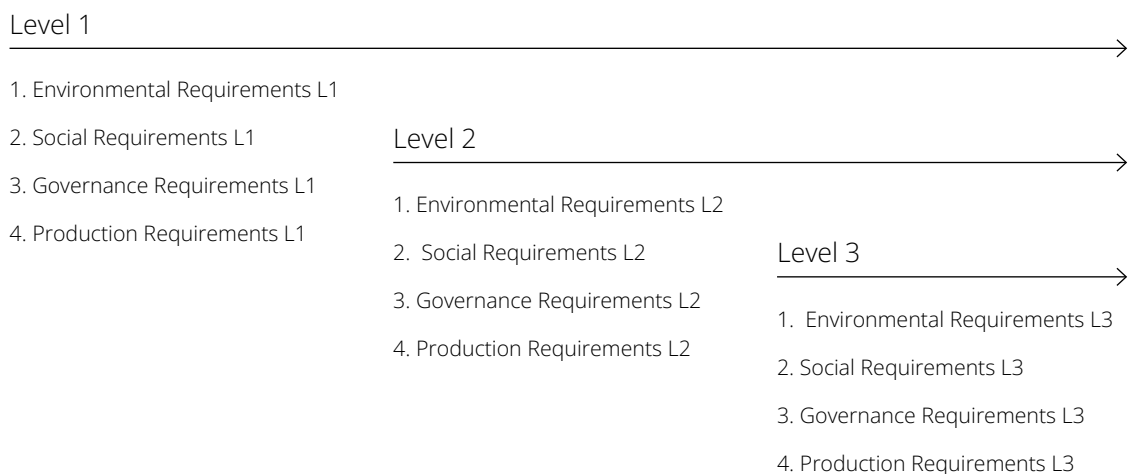 Level 1
1. Environmental Requirements L1
2. Social Requirements L1
3. Governance Requirements L1
4. Production Requirements L1
Level 2
1. Environmental Requirements L2
2.  Social Requirements L2
3. Governance Requirements L2
4. Production Requirements L2
Level 3
1.  Environmental Requirements L3
2. Social Requirements L3
3. Governance Requirements L3
4. Production Requirements L3